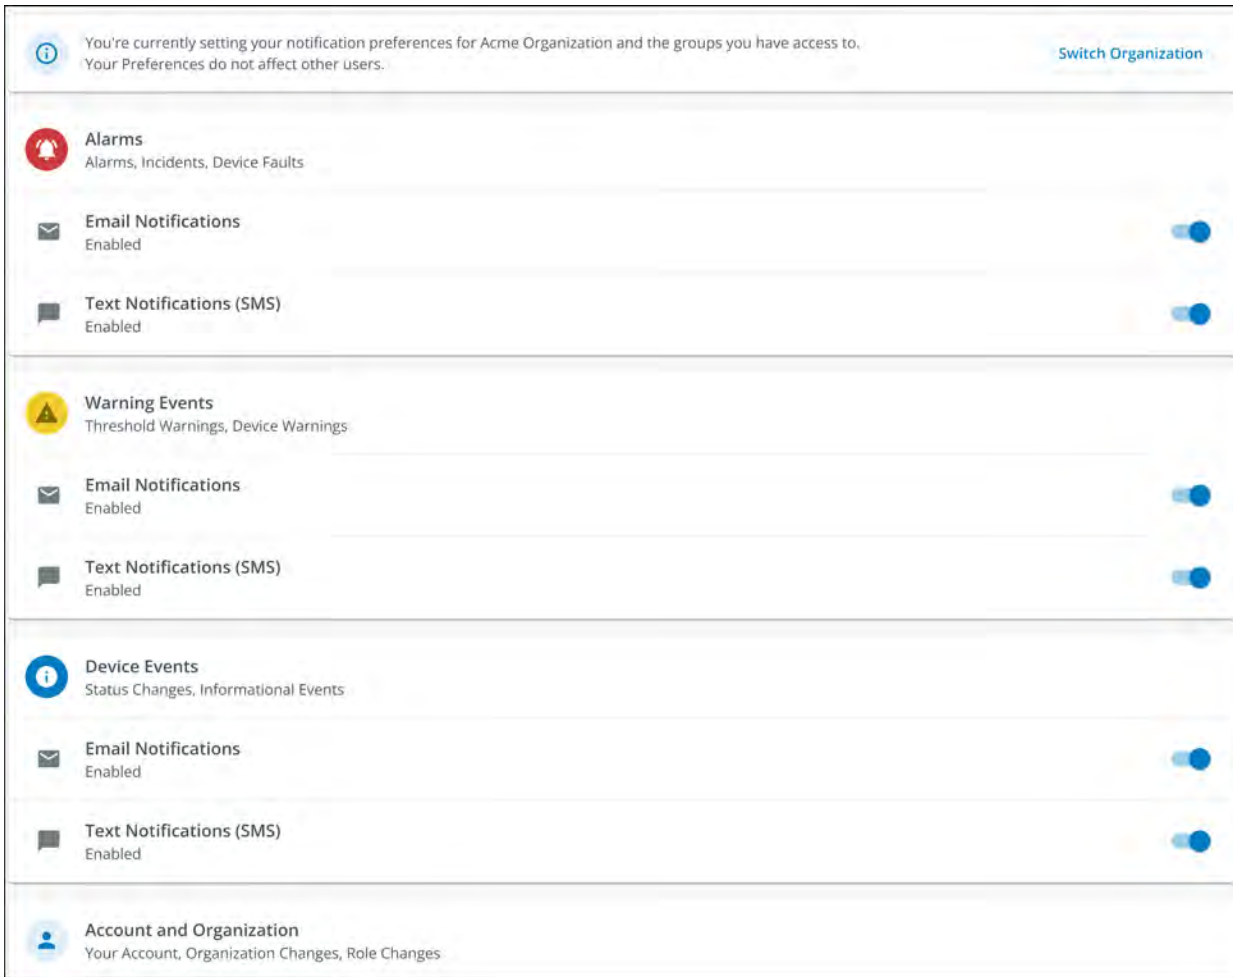 You're currently setting your notification preferences for Acme Organization and the groups you have access to.
Your Preferences do not affect other users.
Switch Organization
Alarms
Alarms, Incidents, Device Faults
Email Notifications
Enabled
Text Notifications (SMS)
Enabled
Warning Events
Threshold Warnings, Device Warnings
Email Notifications
Enabled
Text Notifications (SMS)
Enabled
Device Events
Status Changes, Informational Events
Email Notifications
Enabled
Text Notifications (SMS)
Enabled
Account and Organization
Your Account, Organization Changes, Role Changes